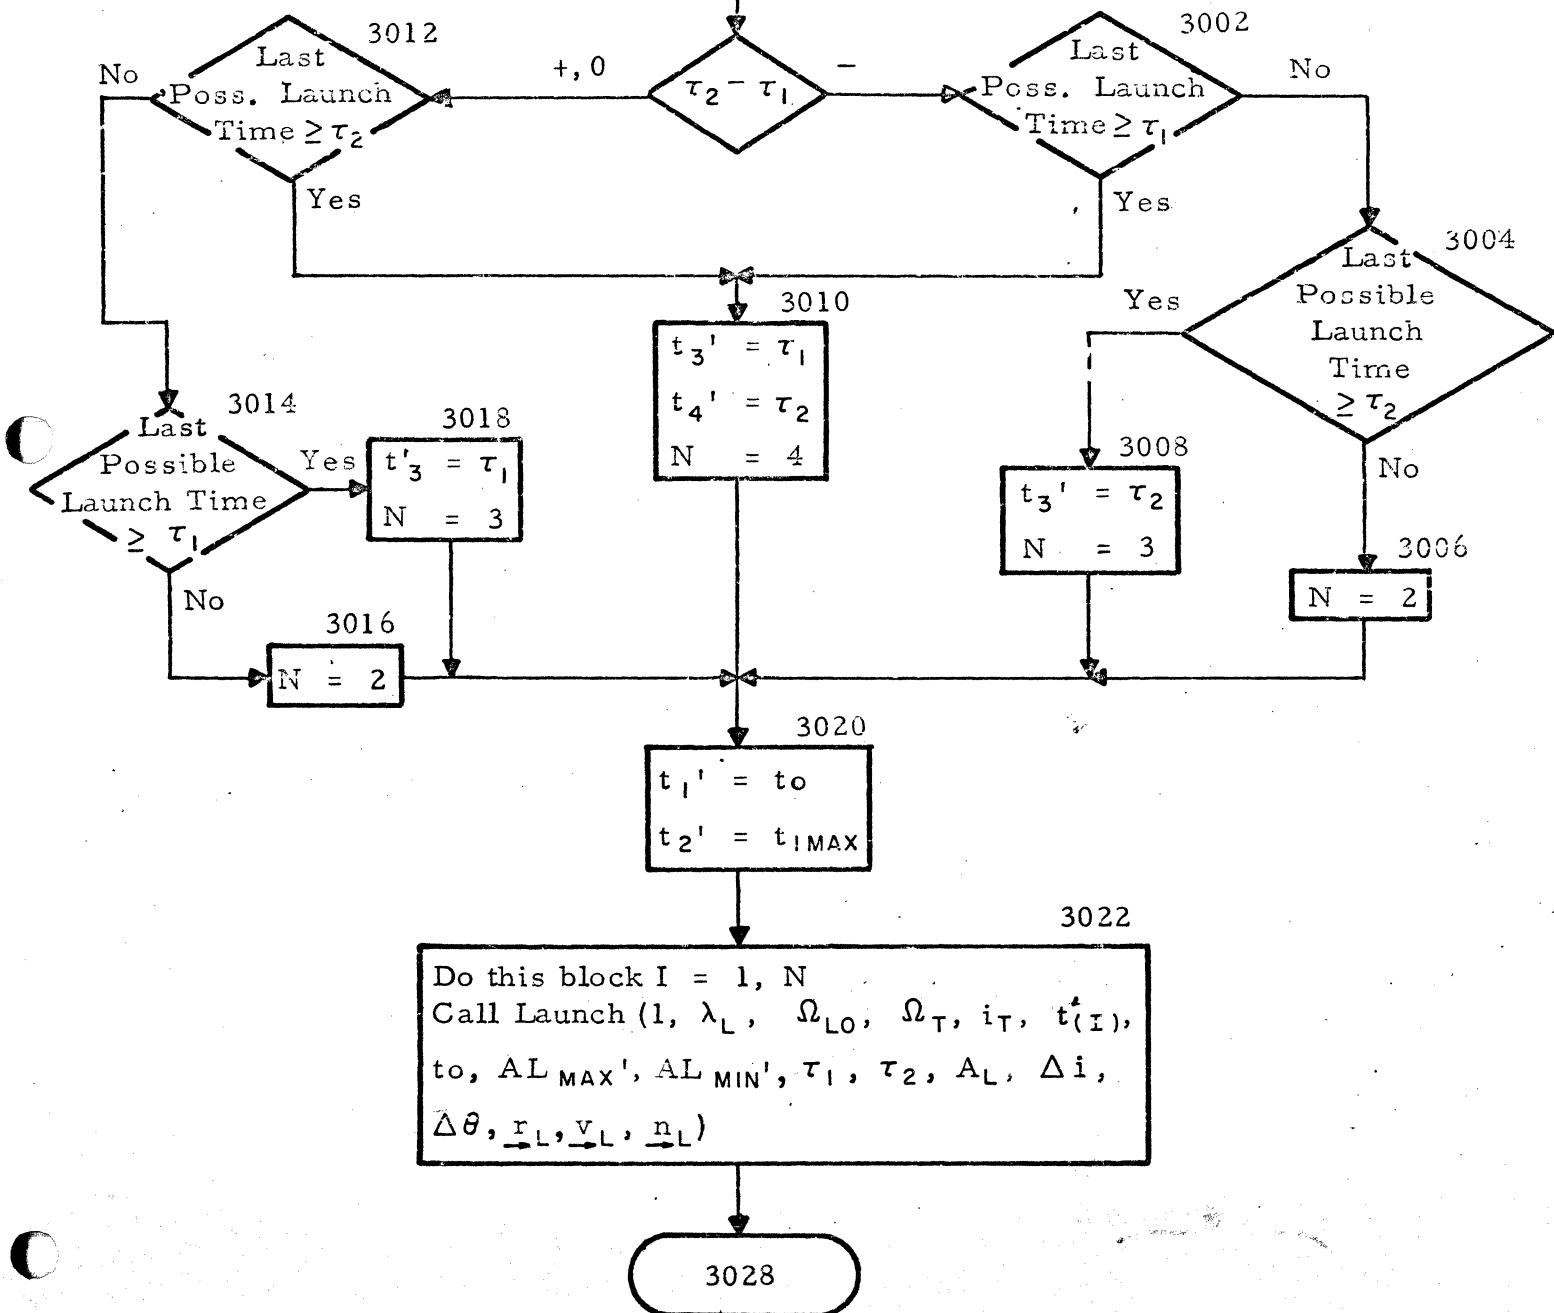 3012
Last
Poss. Launch
Time ≥ τ2
No
Yes
+, 0
τ2 - τ1
-
3002
Last
Poss. Launch
Time ≥ τ1
No
Yes
3004
Last
Possible
Launch
Time
≥ τ2
Yes
No
3010
t3' = τ1
t4' = τ2
N = 4
3014
Last
Possible
Launch Time
≥ τ1
Yes
No
3018
t'3 = τ1
N = 3
3008
t3' = τ2
N = 3
3006
N = 2
3016
N = 2
3020
t1' = to
t2' = t1MAX
3022
Do this block I = 1, N
Call Launch (1, λL, ΩLO, ΩT, iT, t'(I),
to, ALMAX', ALMIN', τ1, τ2, AL, Δi,
Δθ, rL, vL, nL)
3028